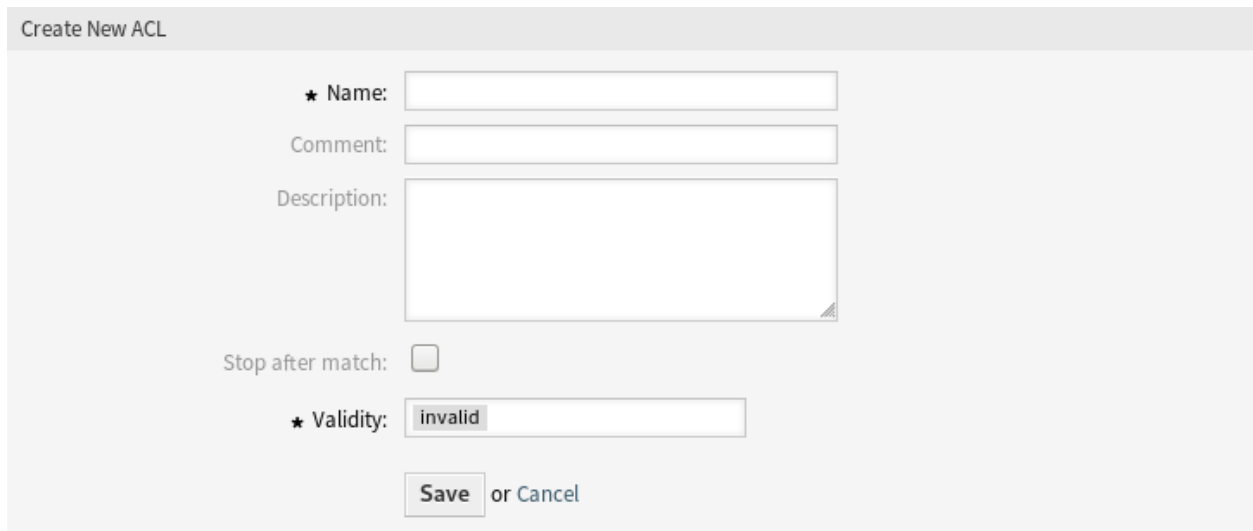 Create New ACL
★ Name:
Comment:
Description:
Stop after match:
★ Validity: invalid
Save or Cancel